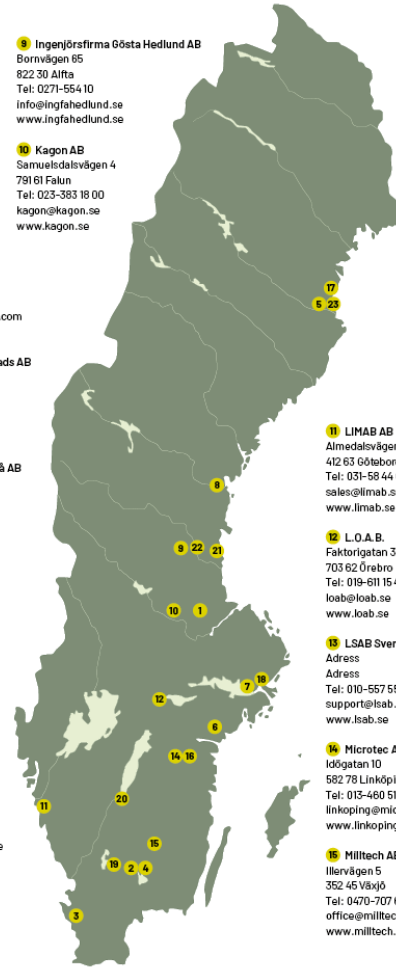 9 Ingenjörsfirma Gösta Hedlund AB
Bornvägen 65
822 30 Alfta
Tel: 0271-554 10
info@ingfahedlund.se
www.ingfahedlund.se
10 Kagon AB
Samuelsdalsvägen 4
791 61 Falun
Tel: 023-383 18 00
kagon@kagon.se
www.kagon.se
.com
ads AB
å AB
e
17
5 23
8
9 22 21
10 1
18
7
12
6
14 16
20
11
15
19 2 4
3
11 LIMAB AB
Almedalsvägen
412 63 Götebor
Tel: 031-58 44
sales@limab.s
www.limab.se
12 L.O.A.B.
Faktorigatan 3
703 62 Örebro
Tel: 019-611 15 4
loab@loab.se
www.loab.se
13 LSAB Sver
Adress
Adress
Tel: 010-557 55
support@lsab.
www.lsab.se
14 Microtec A
Idögatan 10
582 78 Linköpi
Tel: 013-460 51
linkoping@mic
www.linkoping
15 Milltech AB
Illervägen 5
352 45 Växjö
Tel: 0470-707 6
office@milltec
www.milltech.